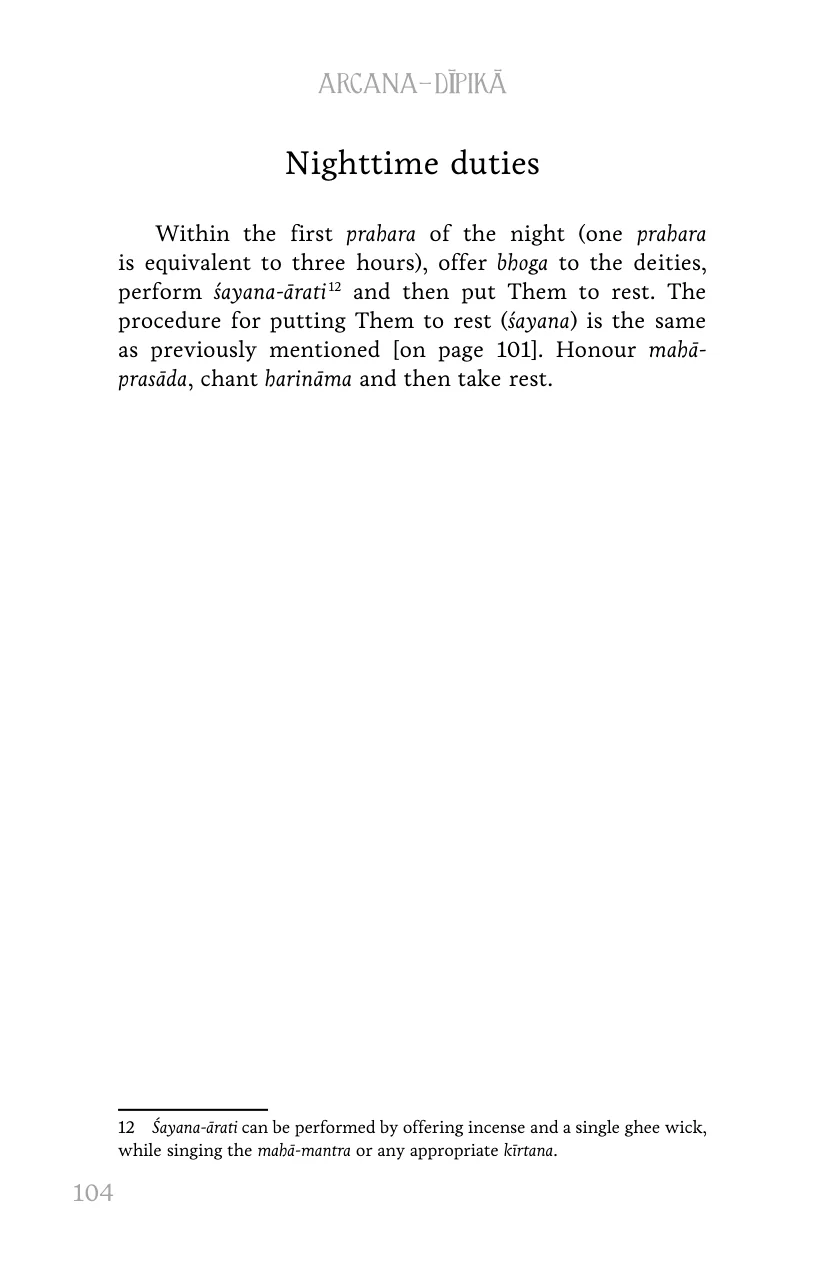 ARCANA-DĪPIKĀ
Nighttime duties
Within the first prahara of the night (one prahara
is equivalent to three hours), offer bhoga to the deities,
perform śayana-ārati¹² and then put Them to rest. The
procedure for putting Them to rest (śayana) is the same
as previously mentioned [on page 101]. Honour mahā-
prasāda, chant harināma and then take rest.
12 Śayana-ārati can be performed by offering incense and a single ghee wick,
while singing the mahā-mantra or any appropriate kīrtana.
104